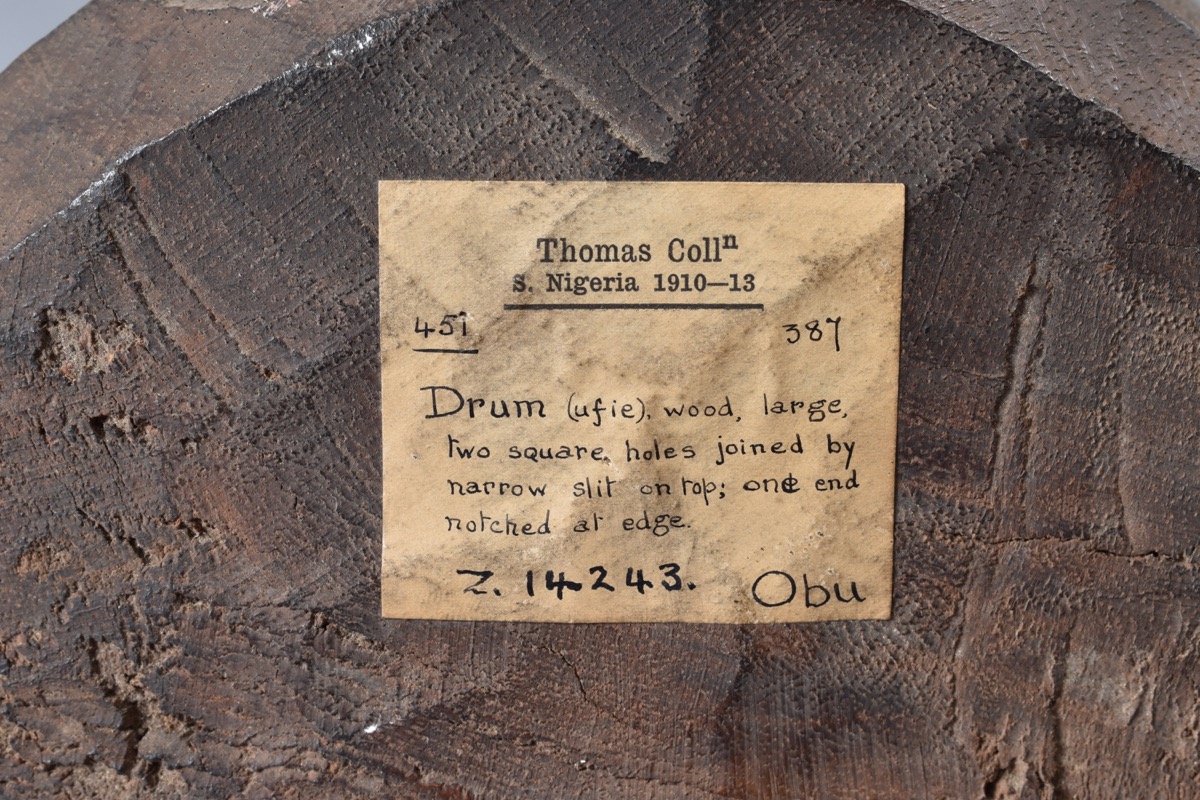 Thomas Collⁿ
S. Nigeria 1910—13
451 387
Drum (ufie), wood, large,
two square holes joined by
narrow slit on top; one end
notched at edge.
Z. 14243. Obu